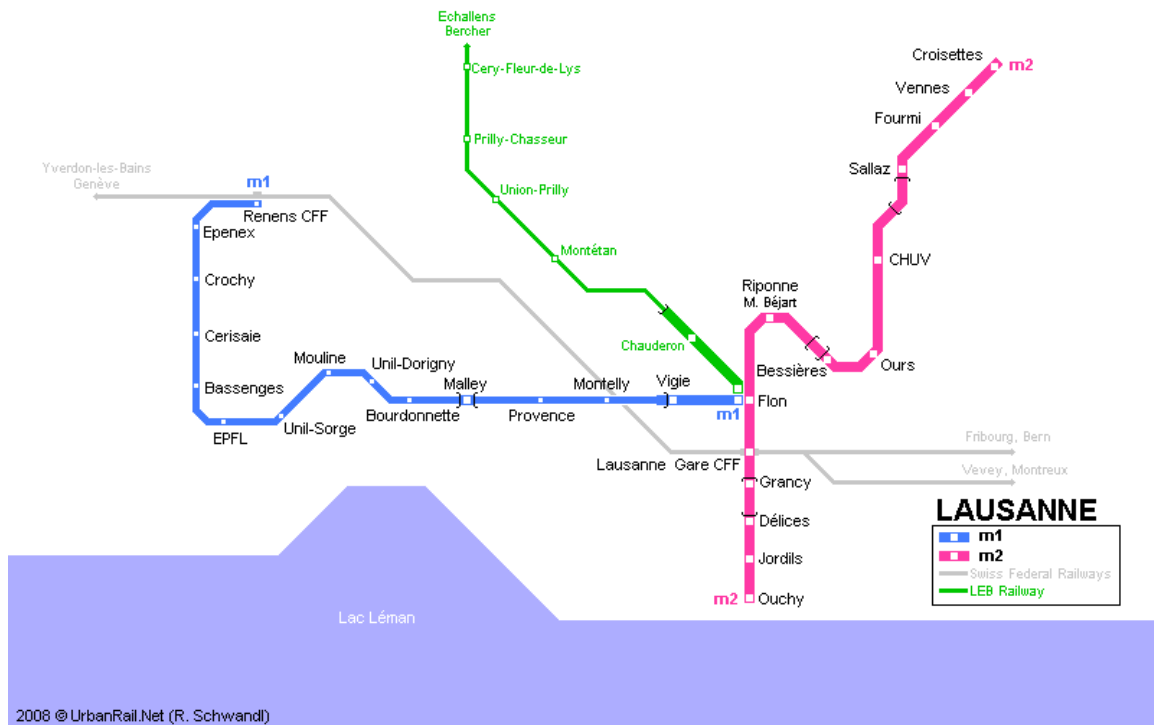 Echallens
Bercher
Cery-Fleur-de-Lys
Croisettes
m2
Vennes
Fourmi
Prilly-Chasseur
Sallaz
Yverdon-les-Bains
Genève
m1
Union-Prilly
Renens CFF
Epenex
Montétan
CHUV
Crochy
Riponne
M. Béjart
Cerisaie
Chauderon
Mouline
Unil-Dorigny
Bessières
Ours
Bassenges
Malley
Montelly
Vigie
Flon
Bourdonnette
Provence
m1
EPFL
Unil-Sorge
Fribourg, Bern
Lausanne Gare CFF
Vevey, Montreux
Grancy
LAUSANNE
Délices
m1
m2
Jordils
Swiss Federal Railways
LEB Railway
m2
Ouchy
Lac Léman
2008 © UrbanRail.Net (R. Schwandl)